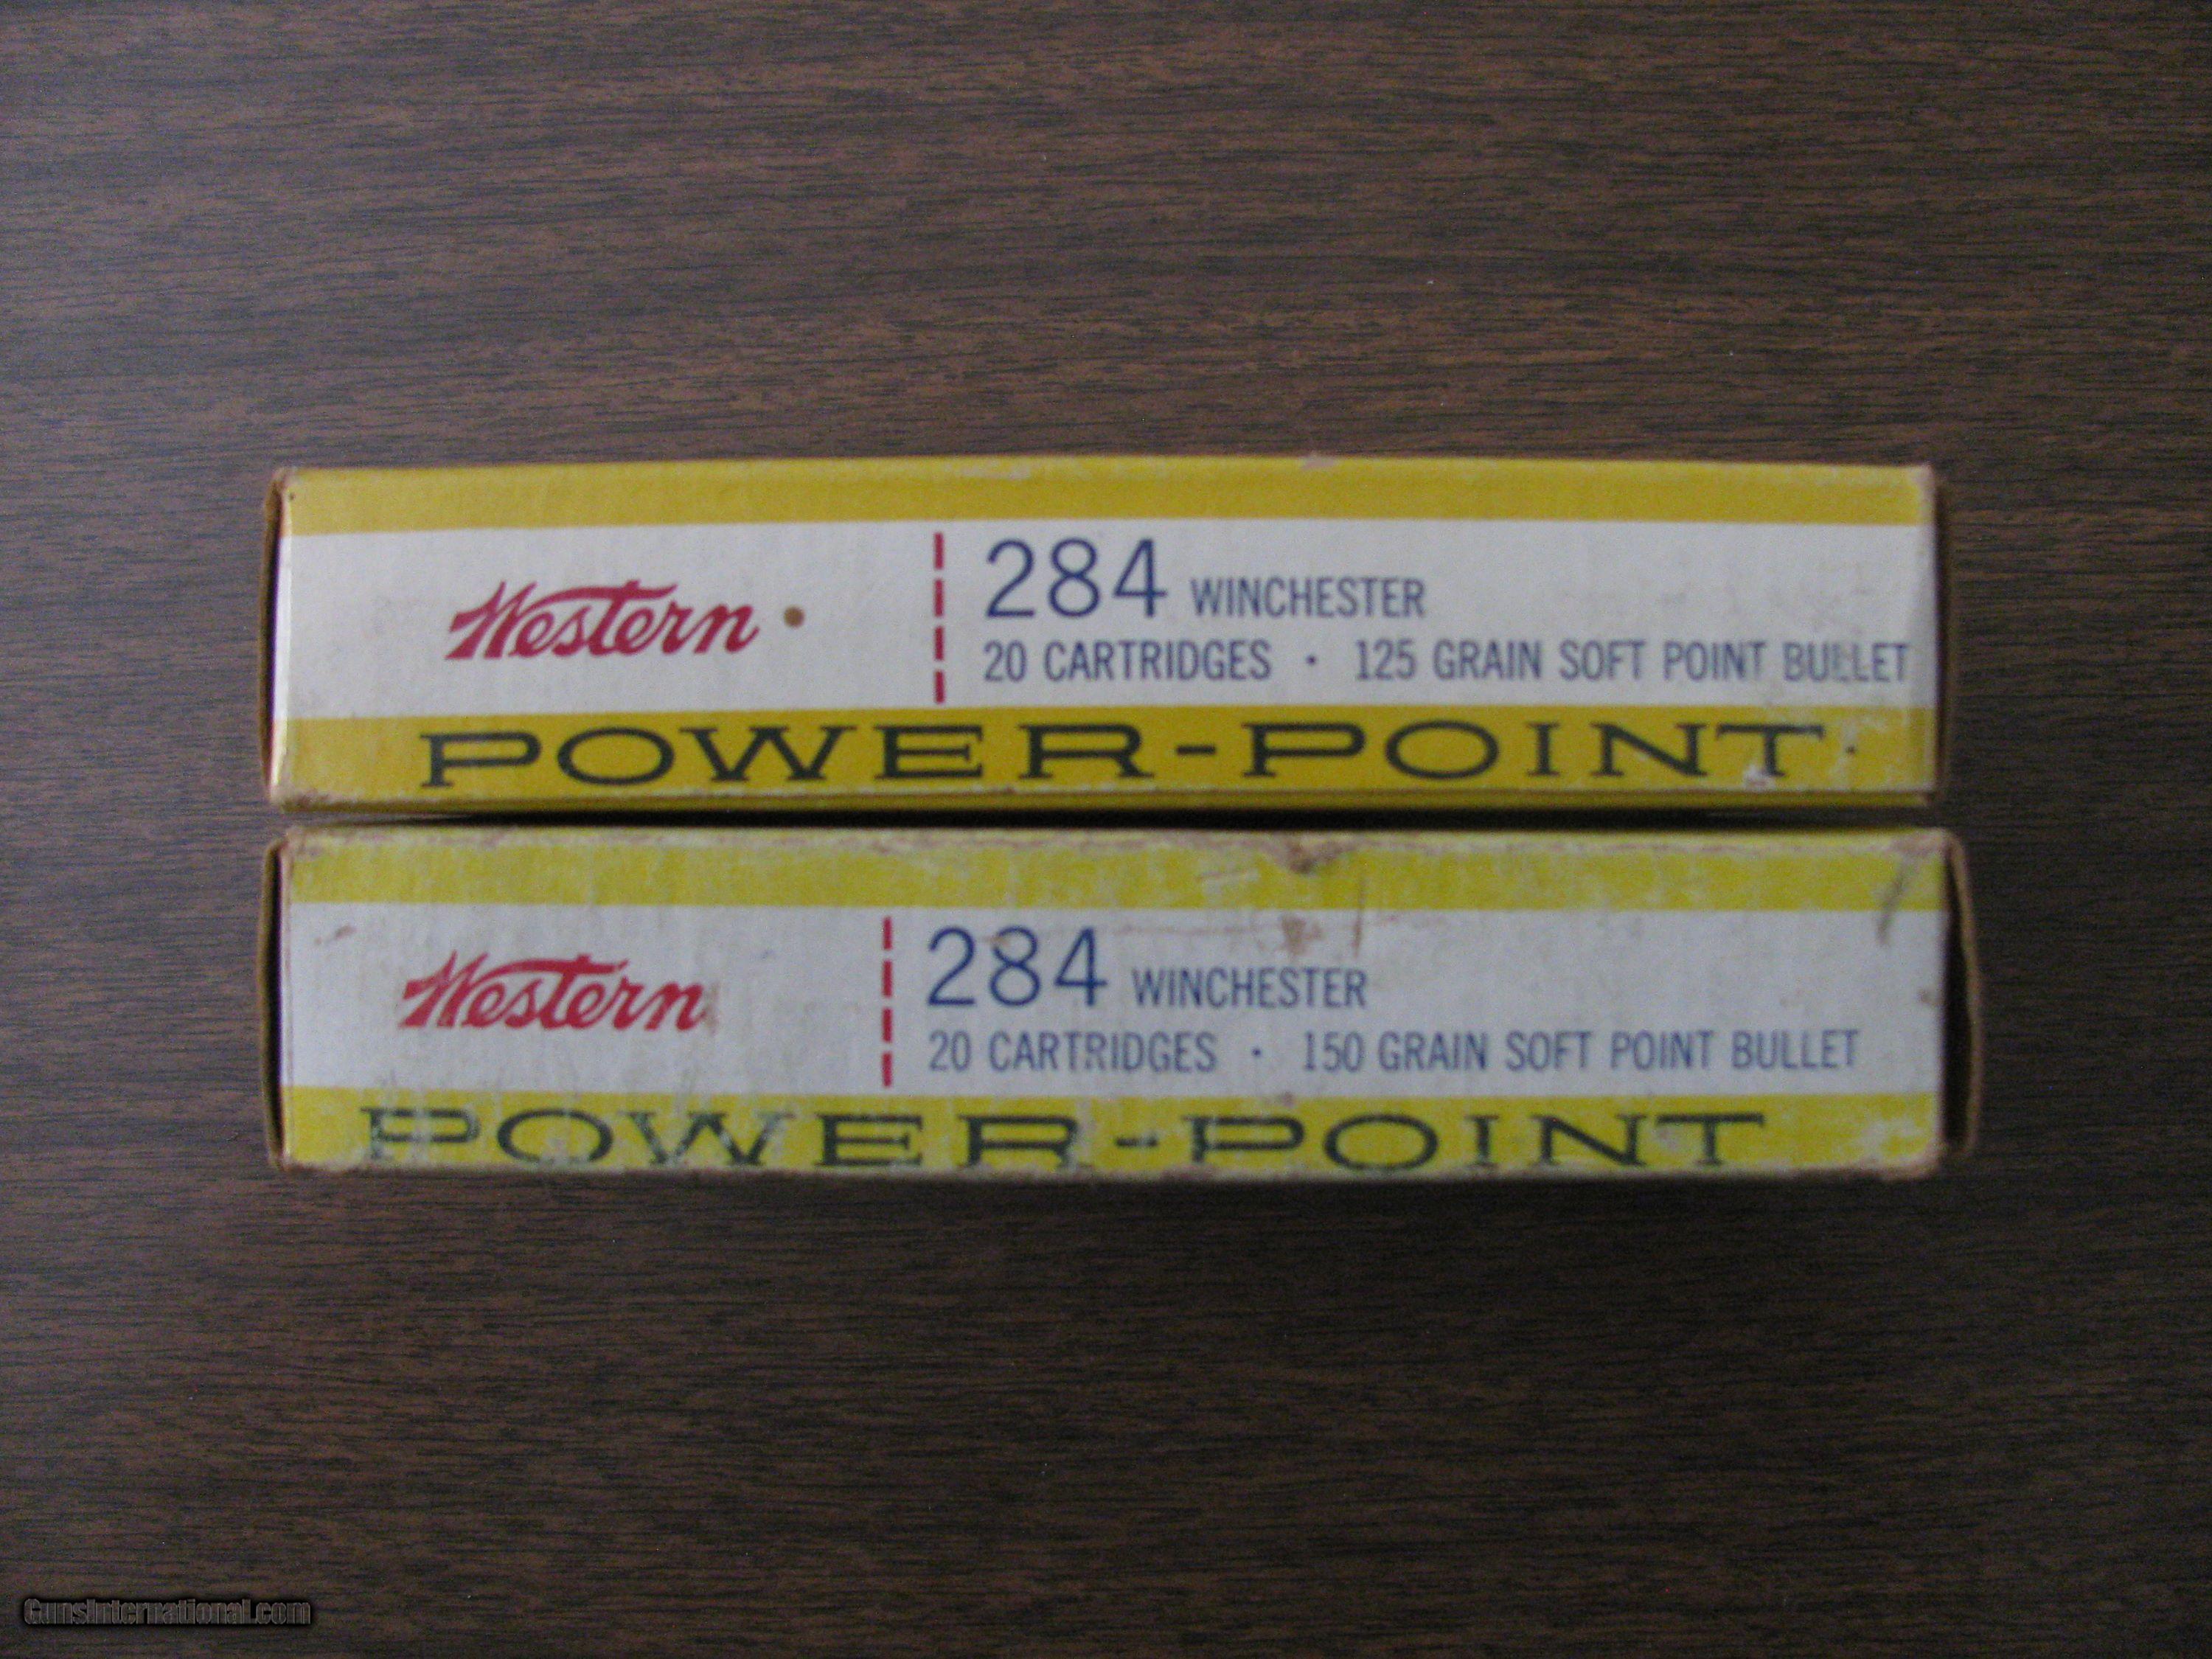 Western
284 WINCHESTER
20 CARTRIDGES · 125 GRAIN SOFT POINT BULLET
POWER-POINT
Western
284 WINCHESTER
20 CARTRIDGES · 150 GRAIN SOFT POINT BULLET
POWER-POINT
GunsInternational.com